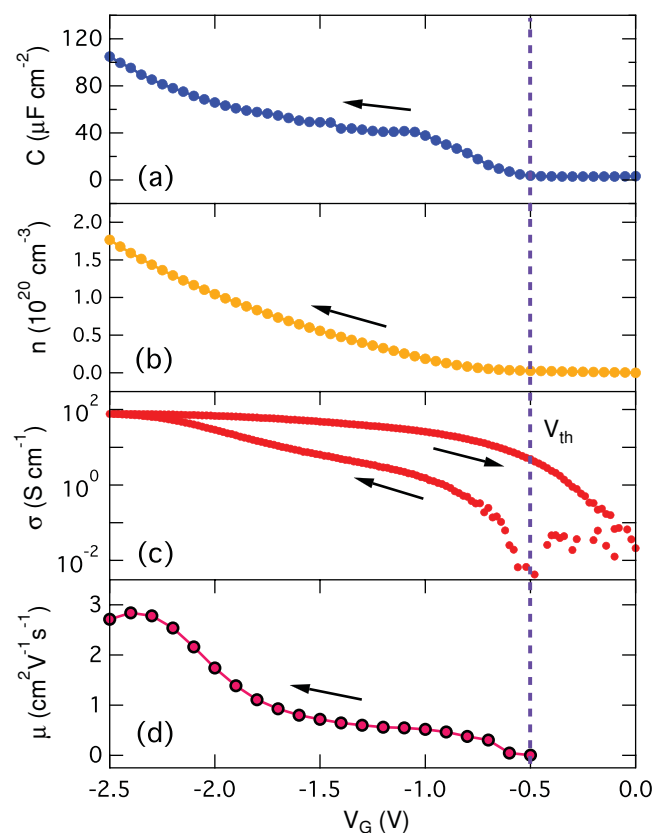 120
80
40
0
C (μF cm⁻²)
(a)
2.0
1.5
1.0
0.5
0.0
n (10²⁰ cm⁻³)
(b)
10²
10⁰
10⁻²
σ (S cm⁻¹)
V_th
(c)
3
2
1
0
μ (cm²V⁻¹s⁻¹)
(d)
-2.5 -2.0 -1.5 -1.0 -0.5 0.0
V_G (V)